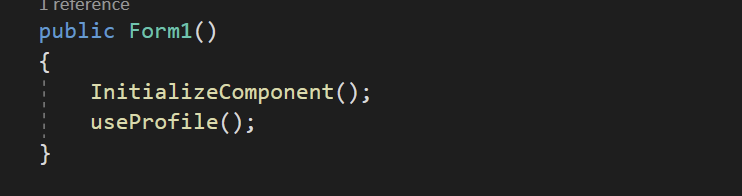 1 reference
public Form1()
{
InitializeComponent();
useProfile();
}